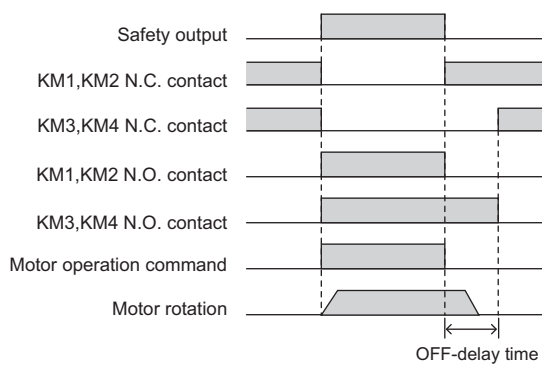 Safety output
KM1,KM2 N.C. contact
KM3,KM4 N.C. contact
KM1,KM2 N.O. contact
KM3,KM4 N.O. contact
Motor operation command
Motor rotation
OFF-delay time